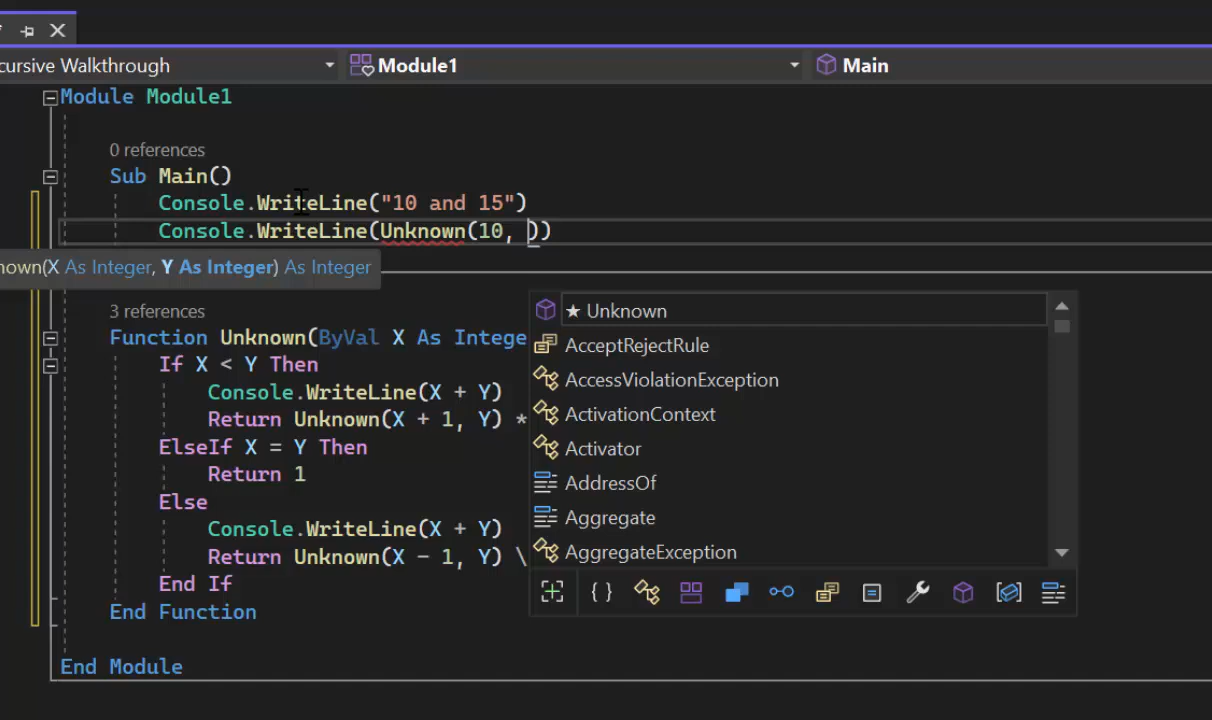 cursive Walkthrough Module1 Main
Module Module1
0 references
Sub Main()
Console.WriteLine("10 and 15")
Console.WriteLine(Unknown(10, ))
nown(X As Integer, Y As Integer) As Integer
3 references
Function Unknown(ByVal X As Intege
If X < Y Then
Console.WriteLine(X + Y)
Return Unknown(X + 1, Y) *
ElseIf X = Y Then
Return 1
Else
Console.WriteLine(X + Y)
Return Unknown(X - 1, Y) \
End If
End Function
End Module
★ Unknown
AcceptRejectRule
AccessViolationException
ActivationContext
Activator
AddressOf
Aggregate
AggregateException